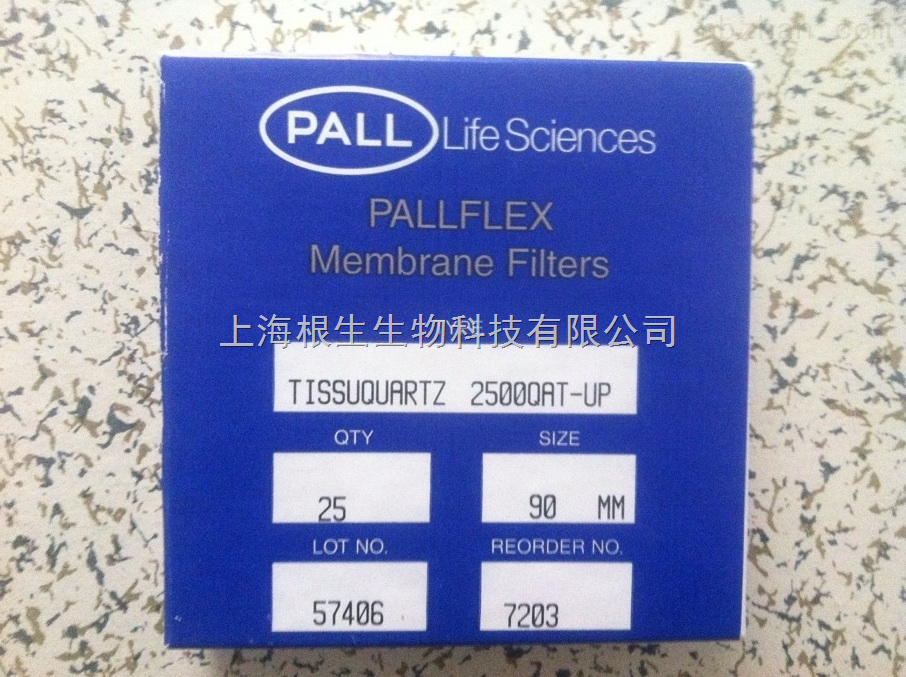 PALL Life Sciences
PALLFLEX
Membrane Filters
上海根生生物科技有限公司
TISSUQUARTZ 2500QAT-UP
QTY SIZE
25 90 MM
LOT NO. REORDER NO.
57406 7203